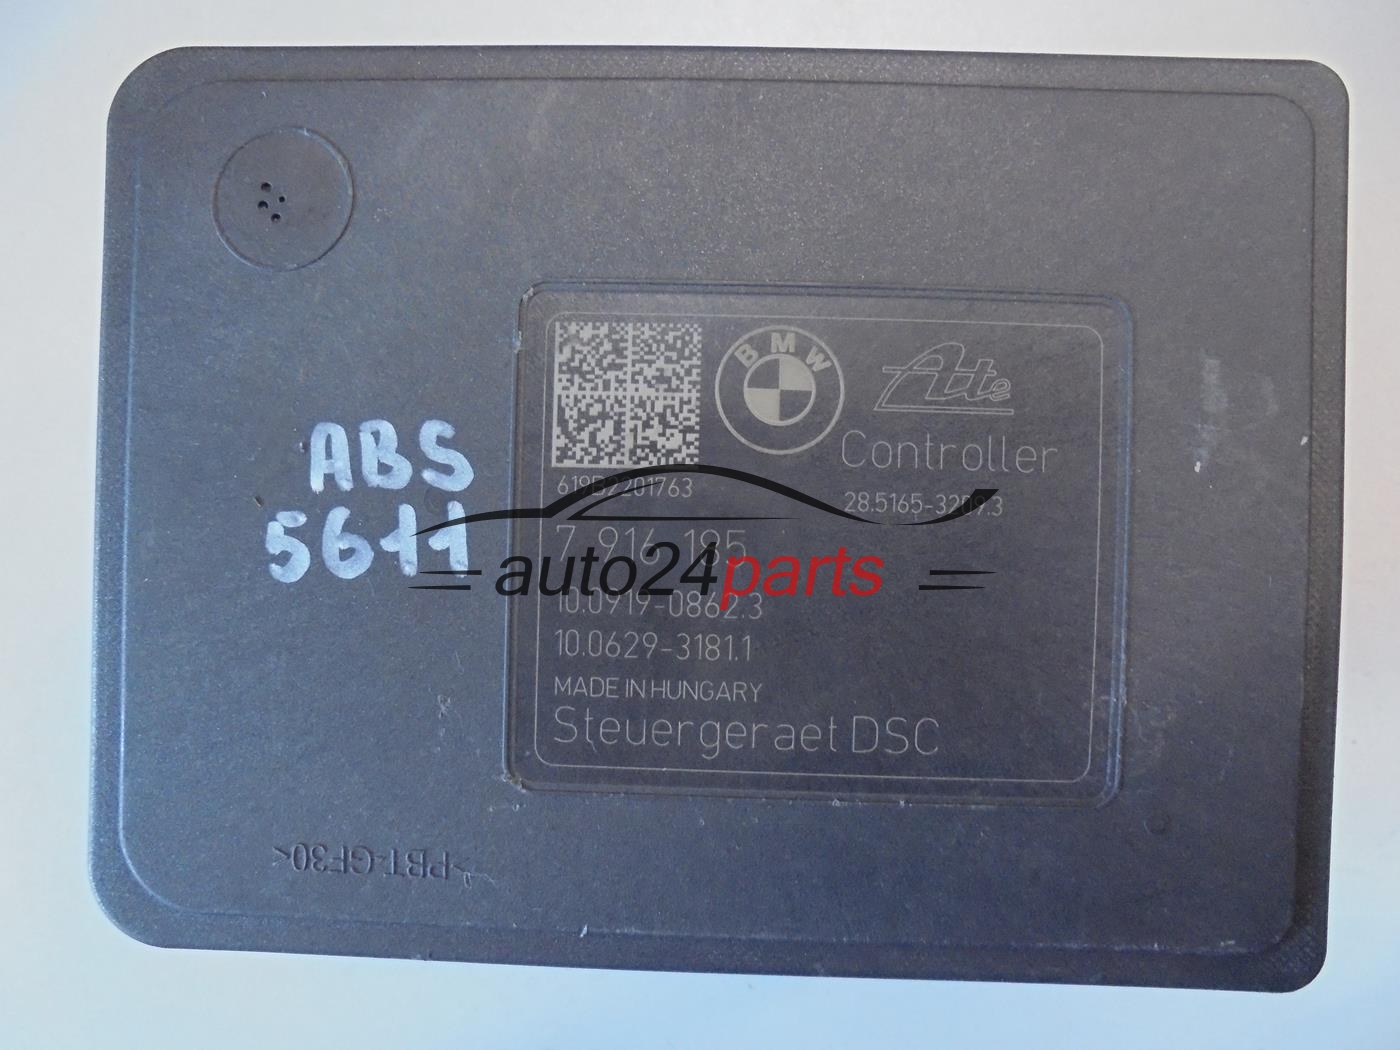 BMW
Ate
Controller
619B2201763
28.5165-3209.3
7 916 185
auto24parts
10.0919-0862.3
10.0629-3181.1
MADE IN HUNGARY
Steuergeraet DSC
ABS
5611
>PBT-GF30<